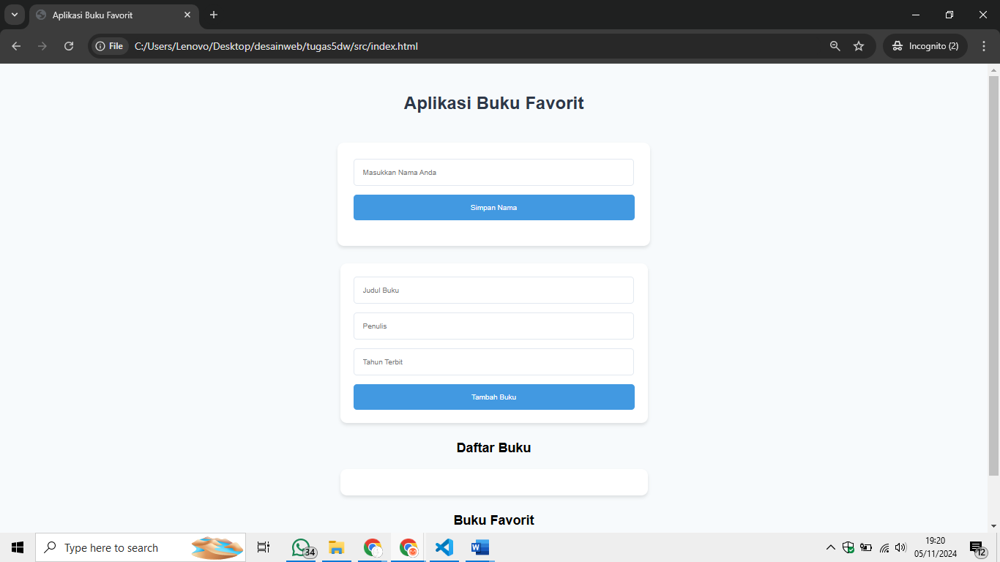 Aplikasi Buku Favorit
File
C:/Users/Lenovo/Desktop/desainweb/tugas5dw/src/index.html
Incognito (2)
Aplikasi Buku Favorit
Masukkan Nama Anda
Simpan Nama
Judul Buku
Penulis
Tahun Terbit
Tambah Buku
Daftar Buku
Buku Favorit
Type here to search
34
19:20
05/11/2024
12